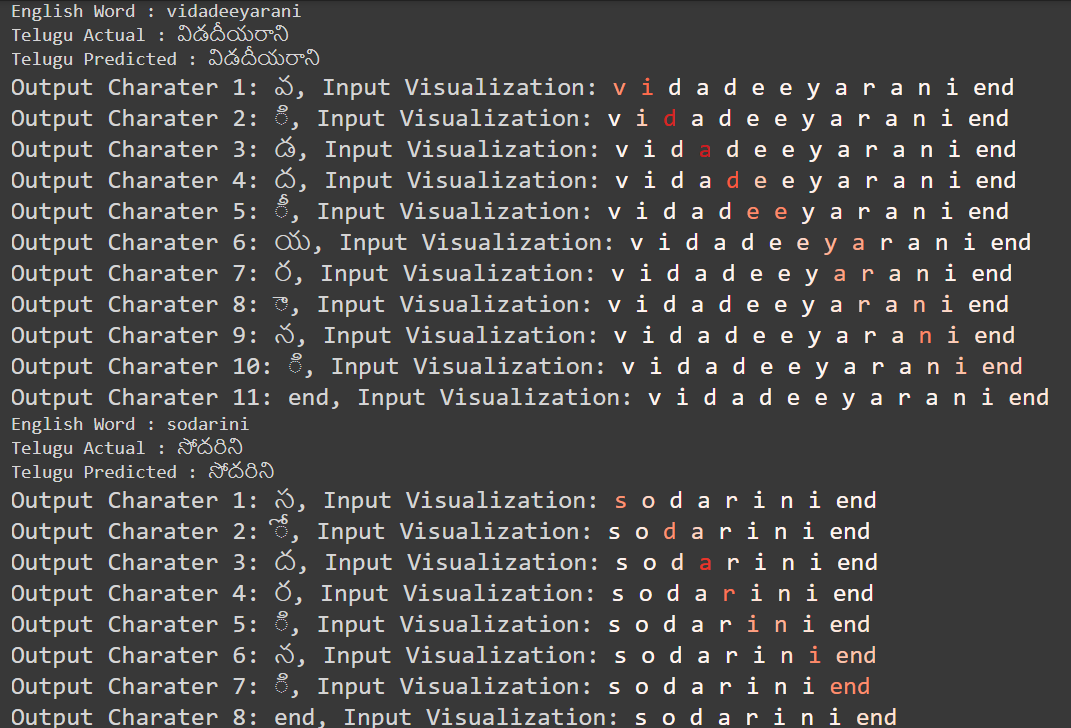 English Word : vidadeeyarani
Telugu Actual : విడదీయరాని
Telugu Predicted : విడదీయరాని
Output Charater 1: వ, Input Visualization: v i d a d e e y a r a n i end
Output Charater 2: ి, Input Visualization: v i d a d e e y a r a n i end
Output Charater 3: డ, Input Visualization: v i d a d e e y a r a n i end
Output Charater 4: ద, Input Visualization: v i d a d e e y a r a n i end
Output Charater 5: ీ, Input Visualization: v i d a d e e y a r a n i end
Output Charater 6: య, Input Visualization: v i d a d e e y a r a n i end
Output Charater 7: ర, Input Visualization: v i d a d e e y a r a n i end
Output Charater 8: ా, Input Visualization: v i d a d e e y a r a n i end
Output Charater 9: న, Input Visualization: v i d a d e e y a r a n i end
Output Charater 10: ి, Input Visualization: v i d a d e e y a r a n i end
Output Charater 11: end, Input Visualization: v i d a d e e y a r a n i end
English Word : sodarini
Telugu Actual : సోదరిని
Telugu Predicted : సోదరిని
Output Charater 1: స, Input Visualization: s o d a r i n i end
Output Charater 2: ో, Input Visualization: s o d a r i n i end
Output Charater 3: ద, Input Visualization: s o d a r i n i end
Output Charater 4: ర, Input Visualization: s o d a r i n i end
Output Charater 5: ి, Input Visualization: s o d a r i n i end
Output Charater 6: న, Input Visualization: s o d a r i n i end
Output Charater 7: ి, Input Visualization: s o d a r i n i end
Output Charater 8: end, Input Visualization: s o d a r i n i end